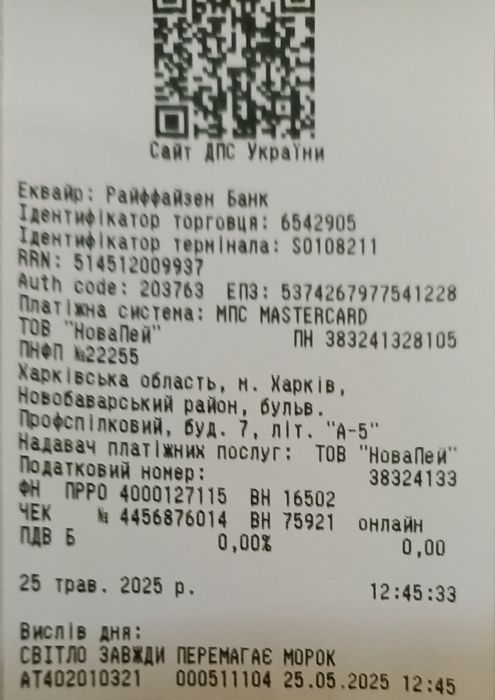 Сайт ДПС України
Еквайр: Райффайзен Банк
Ідентифікатор торговця: 6542905
Ідентифікатор термінала: S0108211
RRN: 514512009937
Auth code: 203763 ЕПЗ: 5374267977541228
Платіжна система: МПС MASTERCARD
ТОВ "НоваПей" ПН 383241328105
ПНФП №22255
Харківська область, м. Харків,
Новобаварський район, бульв.
Профспілковий, буд. 7, літ. "А-5"
Надавач платіжних послуг: ТОВ "НоваПей"
Податковий номер: 38324133
ФН ПРРО 4000127115 ВН 16502
ЧЕК № 4456876014 ВН 75921 онлайн
ПДВ Б 0,00% 0,00
25 трав. 2025 р. 12:45:33
Вислів дня:
СВІТЛО ЗАВЖДИ ПЕРЕМАГАЄ МОРОК
АТ402010321 000511104 25.05.2025 12:45